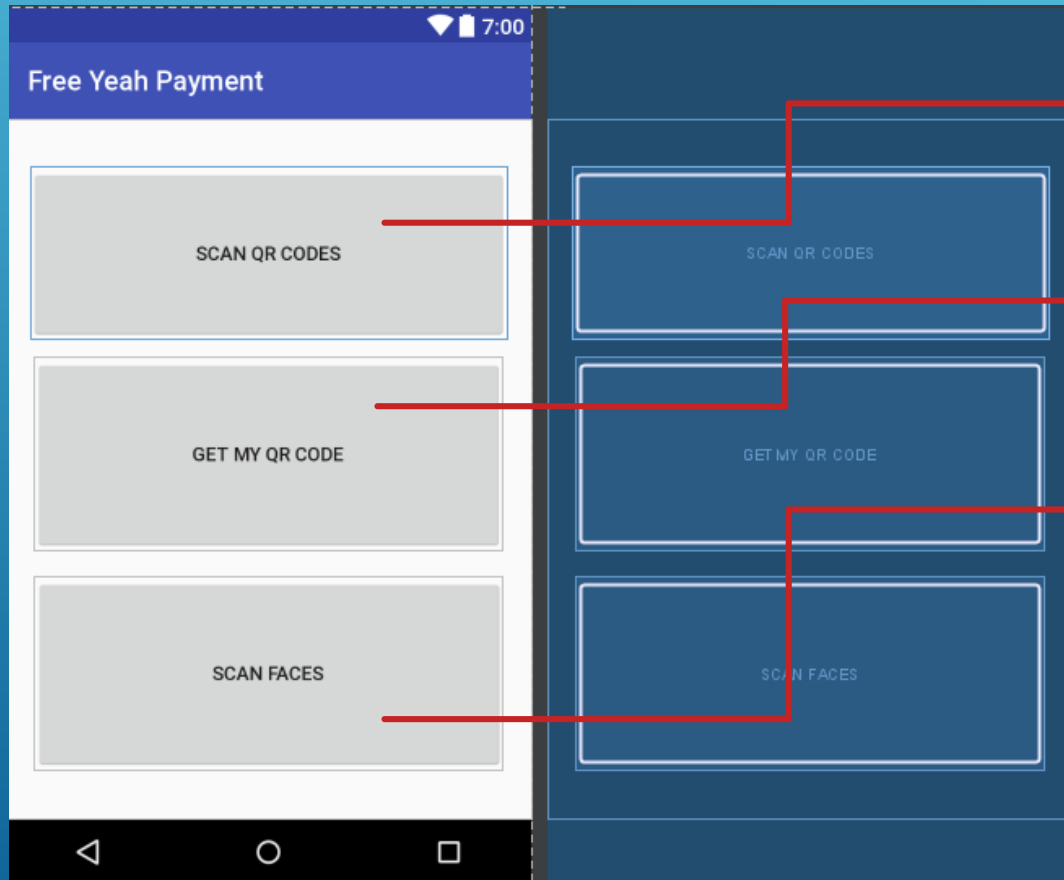 7:00
Free Yeah Payment
SCAN QR CODES
GET MY QR CODE
SCAN FACES
SCAN QR CODES
GET MY QR CODE
SCAN FACES